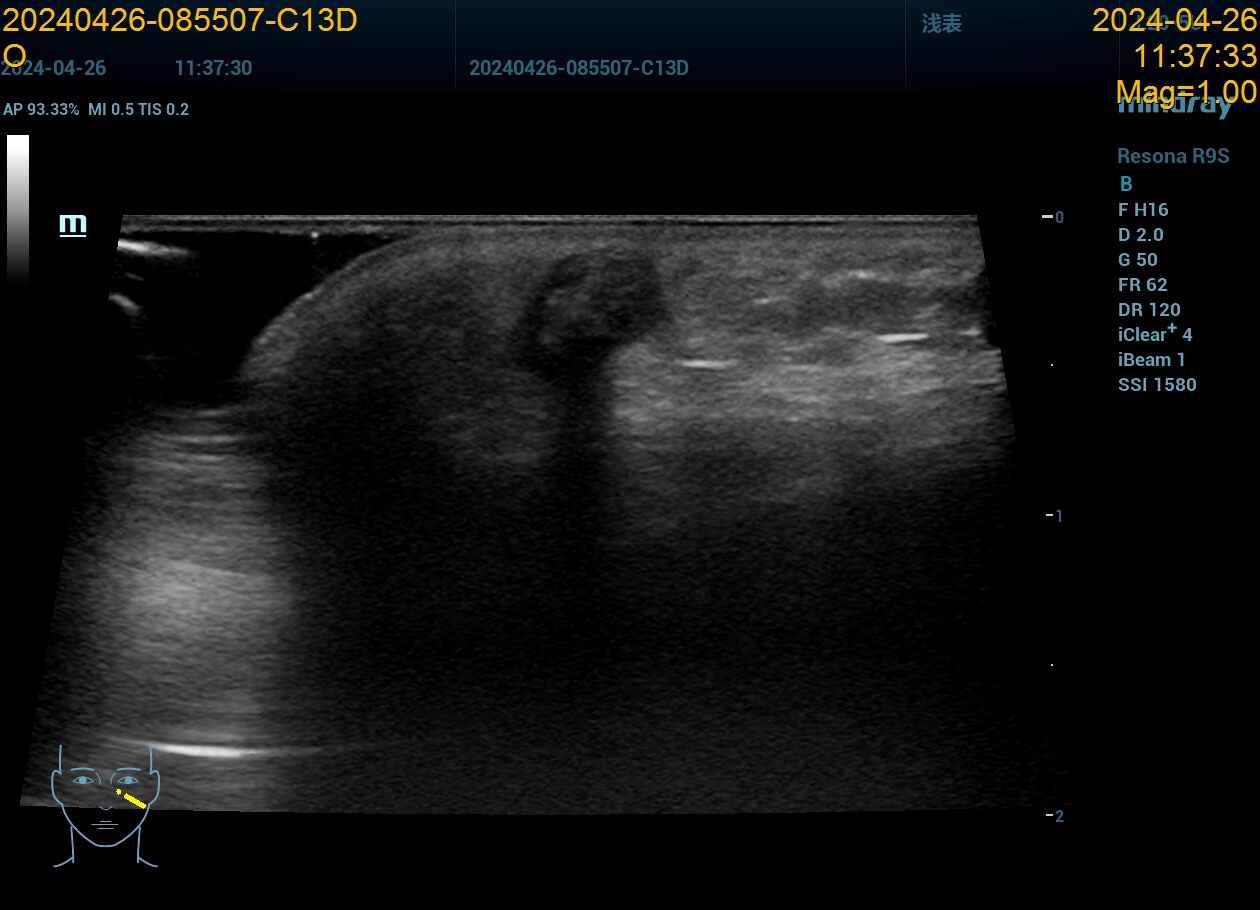 20240426-085507-C13D
O
2024-04-26
11:37:33
Mag=1.00
2024-04-26 11:37:30 20240426-085507-C13D
浅表
AP 93.33% MI 0.5 TIS 0.2
mindray
Resona R9S
m
B
F H16
D 2.0
G 50
FR 62
DR 120
iClear+ 4
iBeam 1
SSI 1580
0
1
2